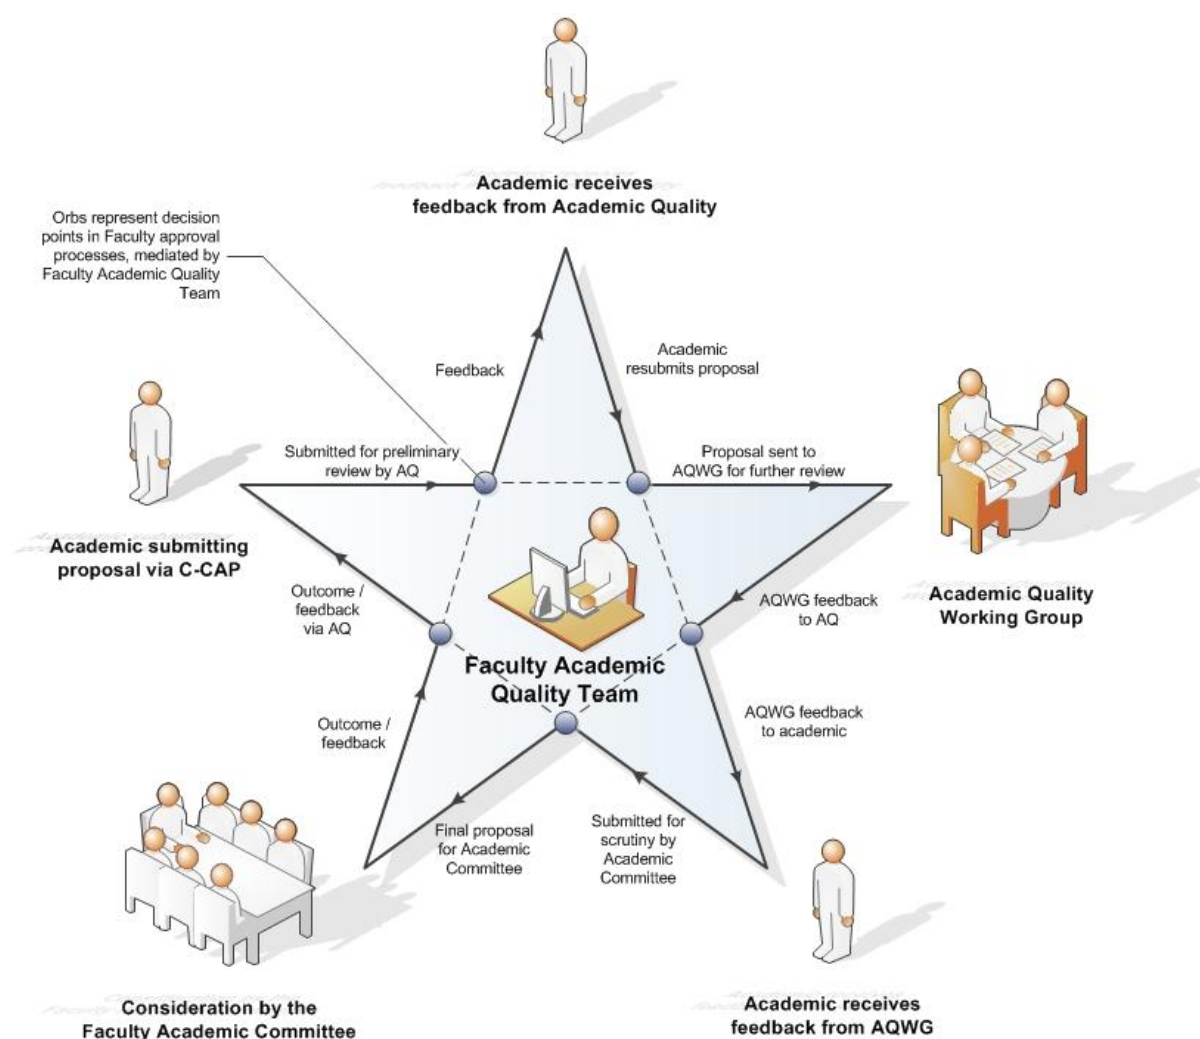 Academic receives
feedback from Academic Quality
Orbs represent decision
points in Faculty approval
processes, mediated by
Faculty Academic Quality
Team
Feedback
Academic
resubmits proposal
Submitted for preliminary
review by AQ
Proposal sent to
AQWG for further review
Academic submitting
proposal via C-CAP
Outcome /
feedback
via AQ
AQWG feedback
to AQ
Academic Quality
Working Group
Faculty Academic
Quality Team
Outcome /
feedback
AQWG feedback
to academic
Final proposal
for Academic
Committee
Submitted for
scrutiny by
Academic
Committee
Consideration by the
Faculty Academic Committee
Academic receives
feedback from AQWG